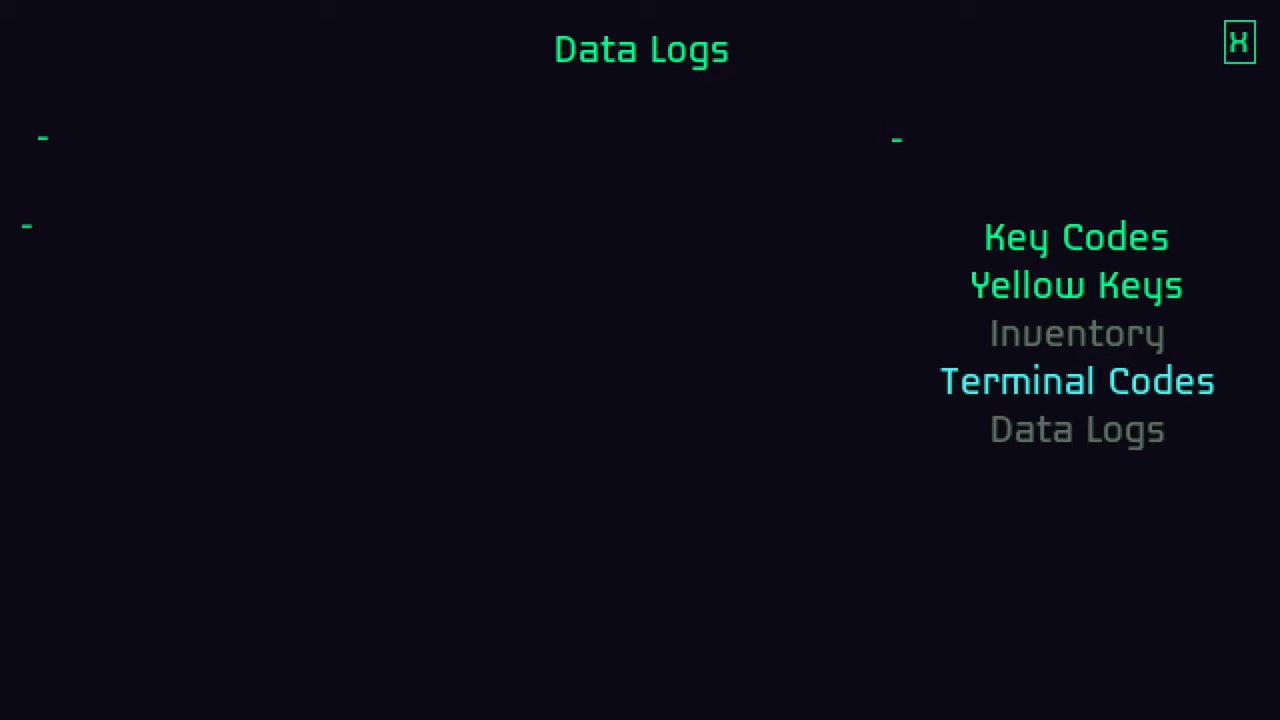 Data Logs
X
-
-
-
Key Codes
Yellow Keys
Inventory
Terminal Codes
Data Logs